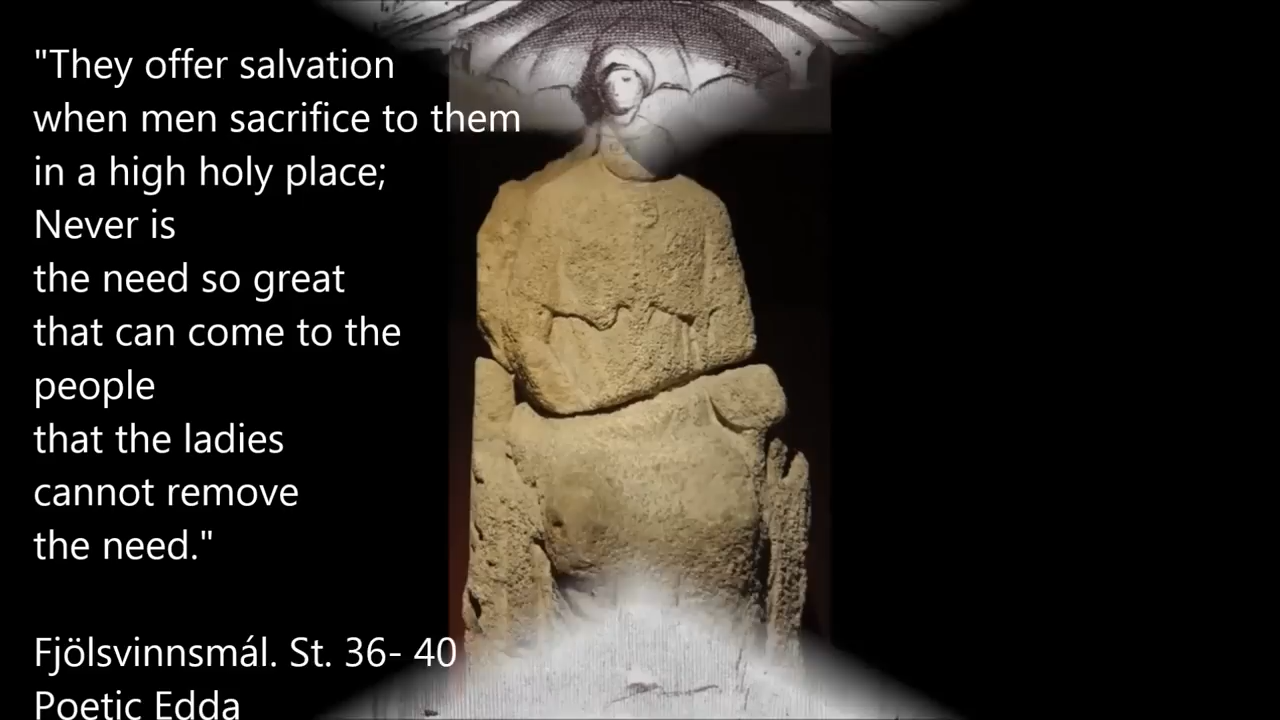 "They offer salvation
when men sacrifice to them
in a high holy place;
Never is
the need so great
that can come to the
people
that the ladies
cannot remove
the need."
Fjölsvinnsmál. St. 36- 40
Poetic Edda